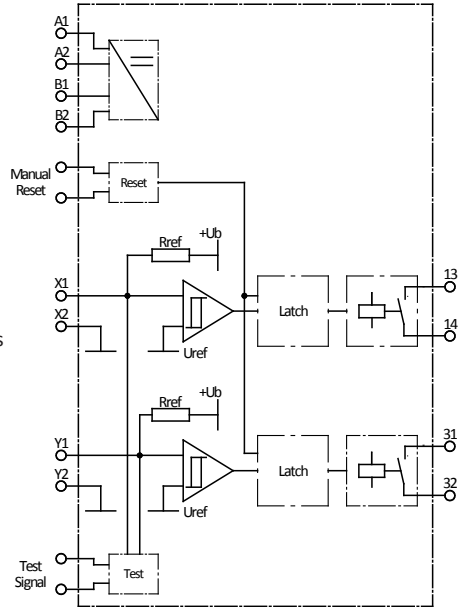 A1
A2
B1
B2
Manual
Reset
Reset
+Ub
Rref
X1
X2
Uref
Latch
13
14
s
+Ub
Rref
Y1
Y2
Uref
Latch
31
32
Test
Signal
Test